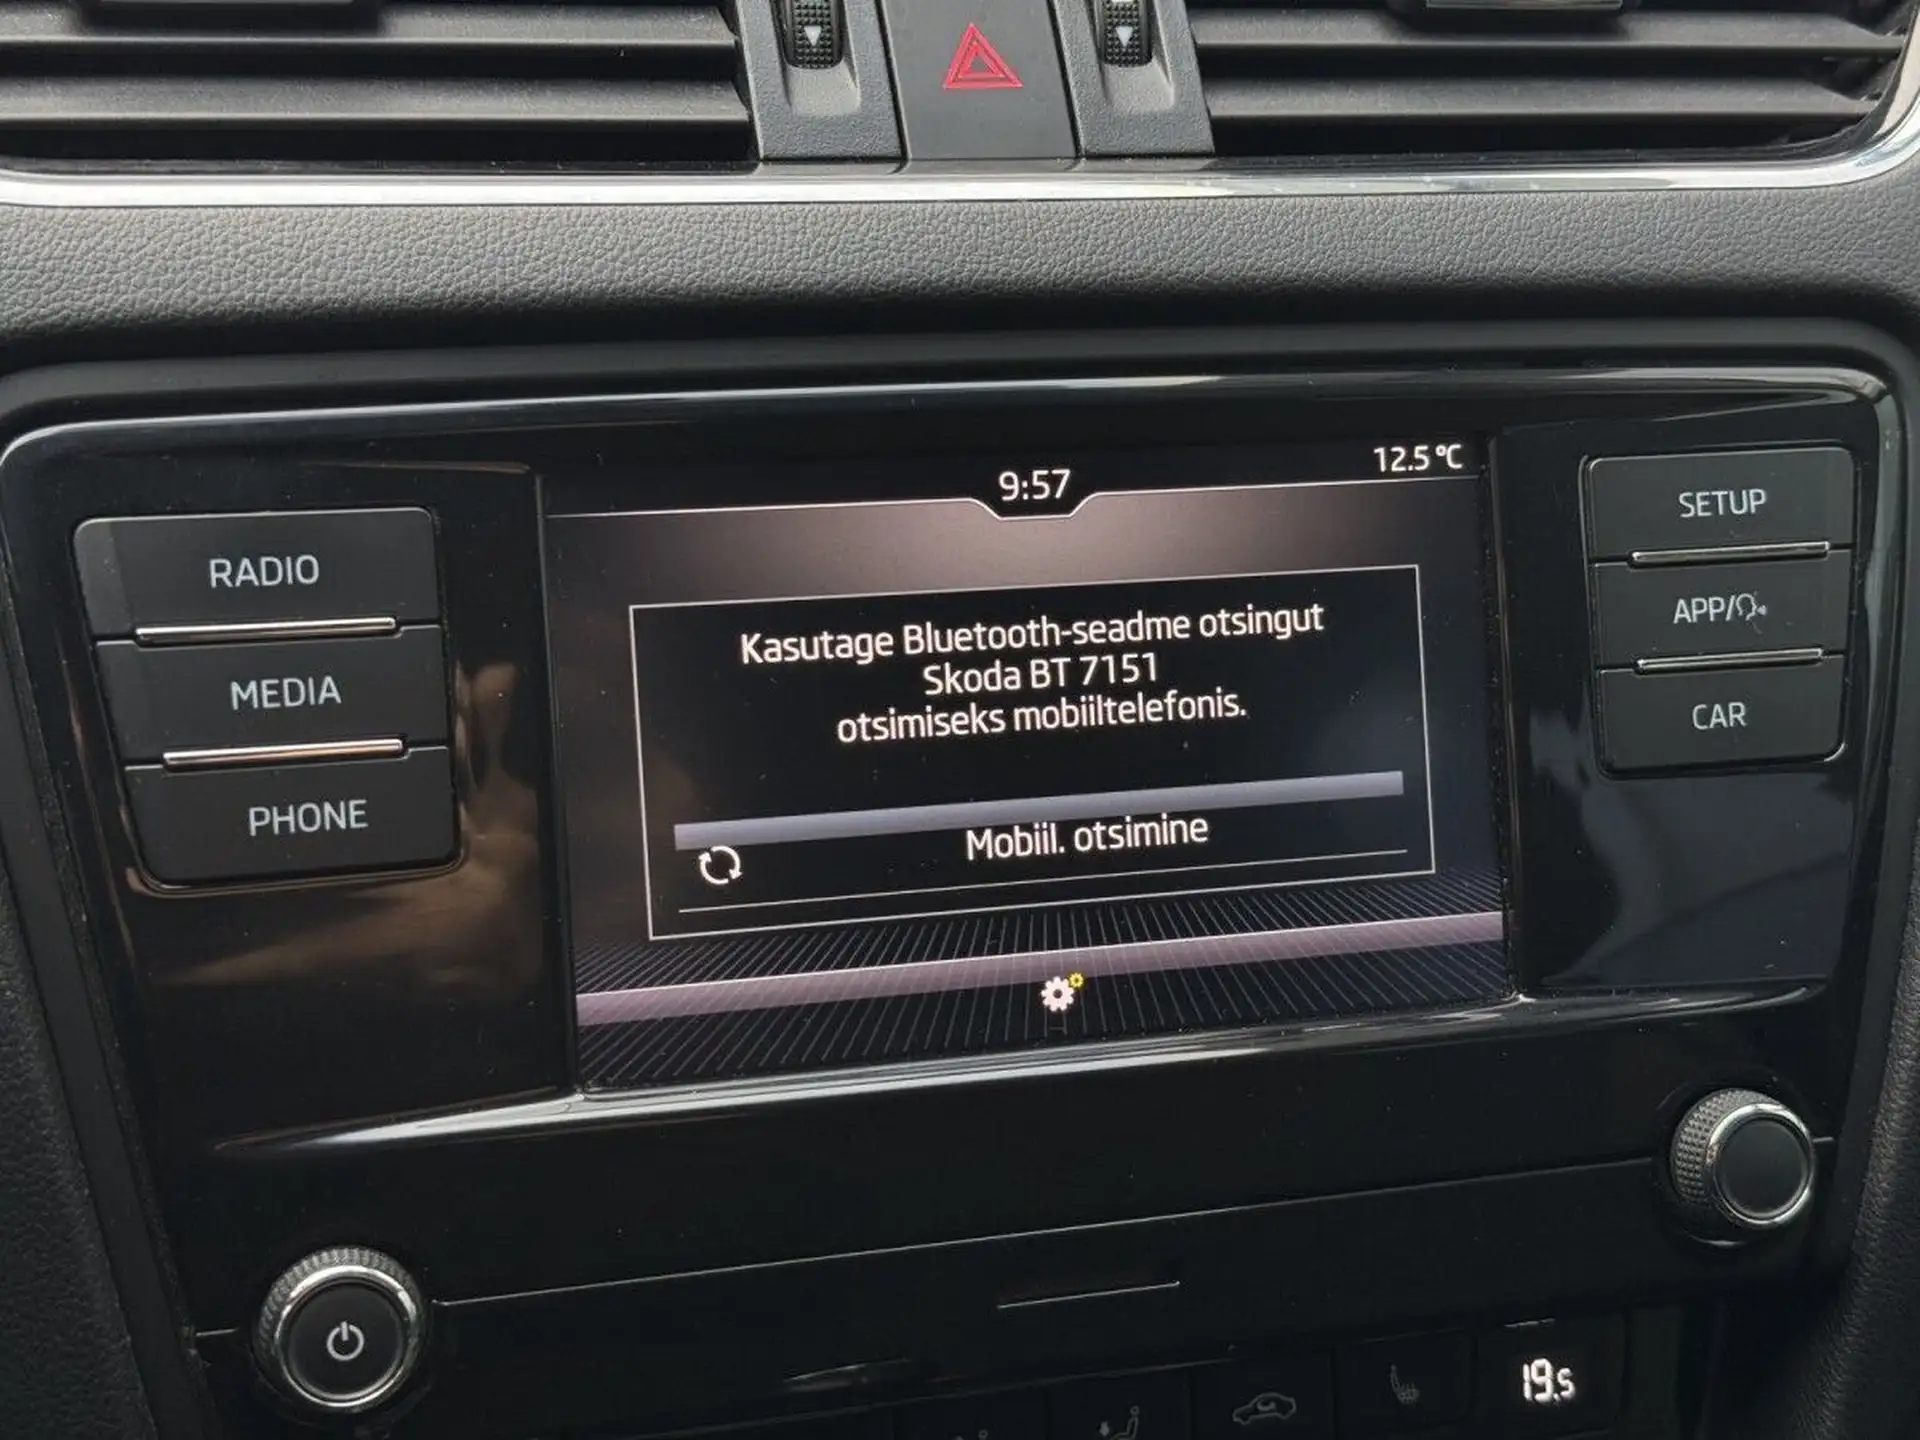 9:57
12.5 °C
RADIO
MEDIA
PHONE
Kasutage Bluetooth-seadme otsingut
Skoda BT 7151
otsimiseks mobiiltelefonis.
Mobiil. otsimine
SETUP
APP/
CAR
19.5